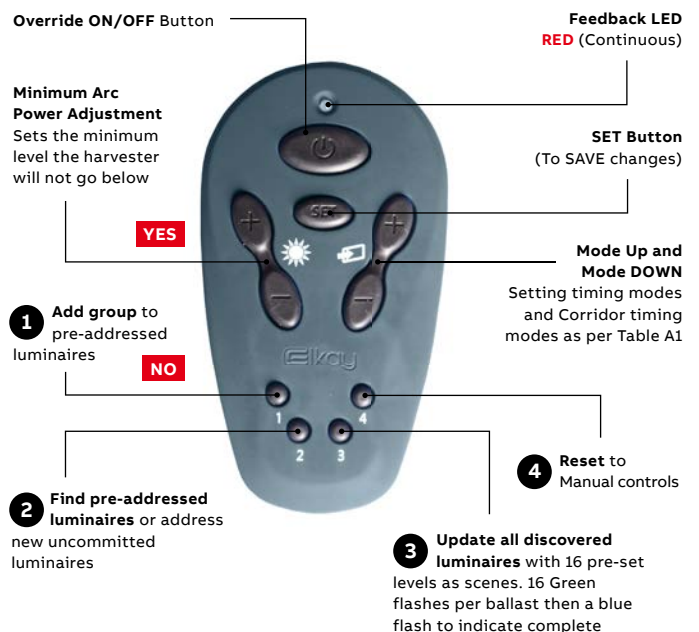 Override ON/OFF Button
Feedback LED
RED (Continuous)
Minimum Arc
Power Adjustment
Sets the minimum
level the harvester
will not go below
SET Button
(To SAVE changes)
SET
YES
Mode Up and
Mode DOWN
Setting timing modes
and Corridor timing
modes as per Table A1
1 Add group to
pre-addressed
luminaires
NO
Elkay
1
4
2
3
2 Find pre-addressed
luminaires or address
new uncommitted
luminaires
4 Reset to
Manual controls
3 Update all discovered
luminaires with 16 pre-set
levels as scenes. 16 Green
flashes per ballast then a blue
flash to indicate complete